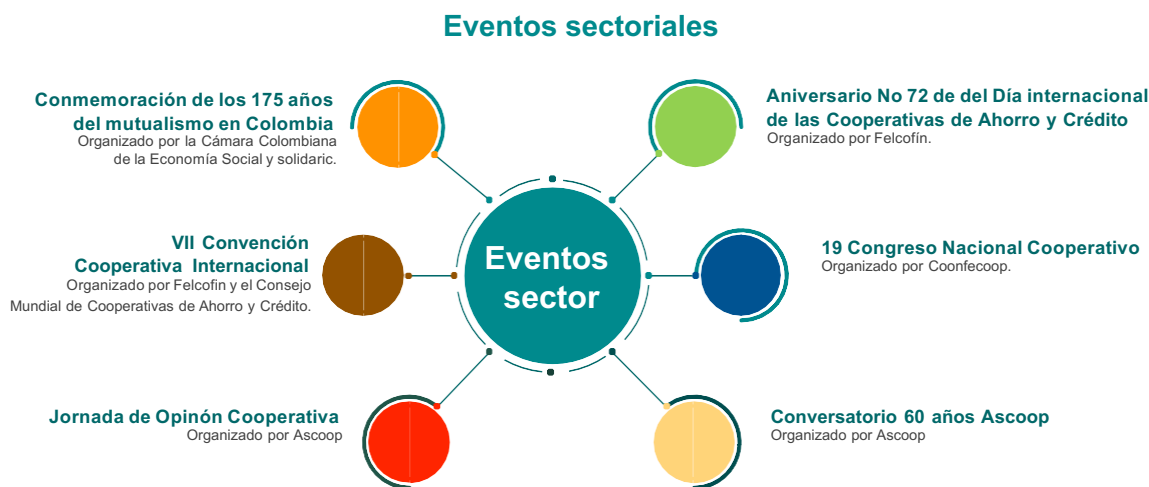 Eventos sectoriales
Conmemoración de los 175 años
del mutualismo en Colombia
Organizado por la Cámara Colombiana
de la Economía Social y solidaric.
Aniversario No 72 de del Día internacional
de las Cooperativas de Ahorro y Crédito
Organizado por Felcofín.
VII Convención
Cooperativa Internacional
Organizado por Felcofin y el Consejo
Mundial de Cooperativas de Ahorro y Crédito.
Eventos
sector
19 Congreso Nacional Cooperativo
Organizado por Coonfecoop.
Jornada de Opinón Cooperativa
Organizado por Ascoop
Conversatorio 60 años Ascoop
Organizado por Ascoop